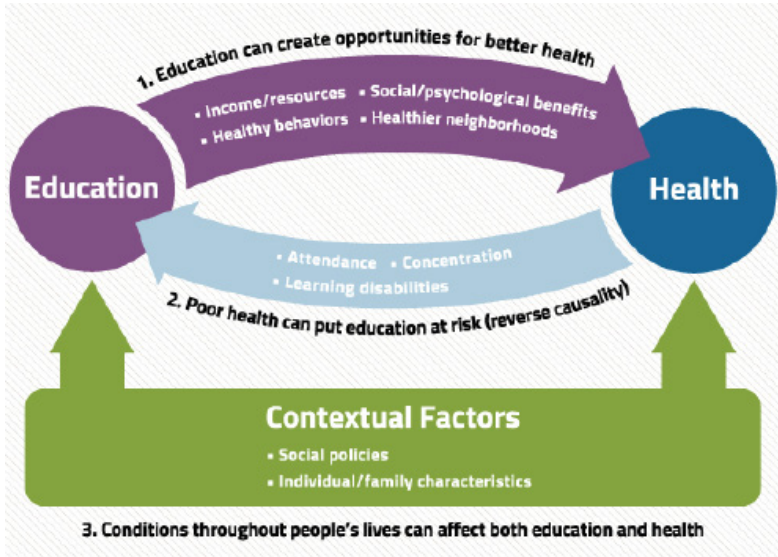 1. Education can create opportunities for better health
▪ Income/resources ▪ Social/psychological benefits
▪ Healthy behaviors ▪ Healthier neighborhoods
Education
Health
▪ Attendance ▪ Concentration
▪ Learning disabilities
2. Poor health can put education at risk (reverse causality)
Contextual Factors
▪ Social policies
▪ Individual/family characteristics
3. Conditions throughout people's lives can affect both education and health